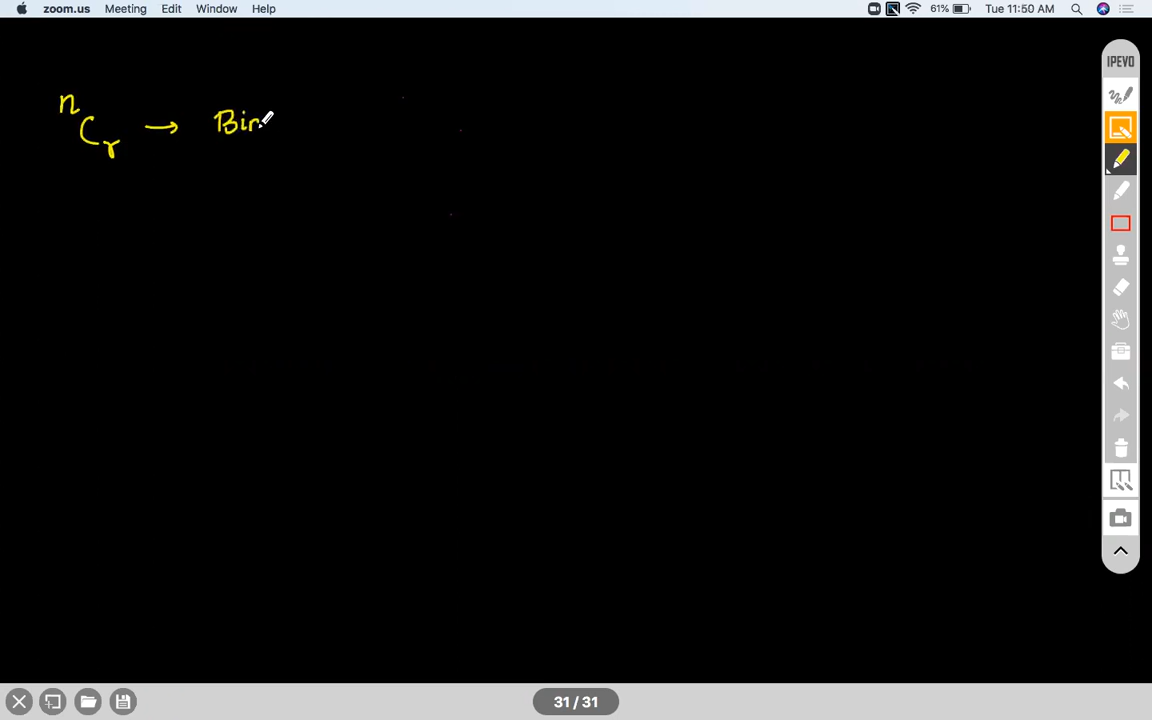 zoom.us Meeting Edit Window Help 61% Tue 11:50 AM
IPEVO
ⁿCᵣ → Bin
31 / 31